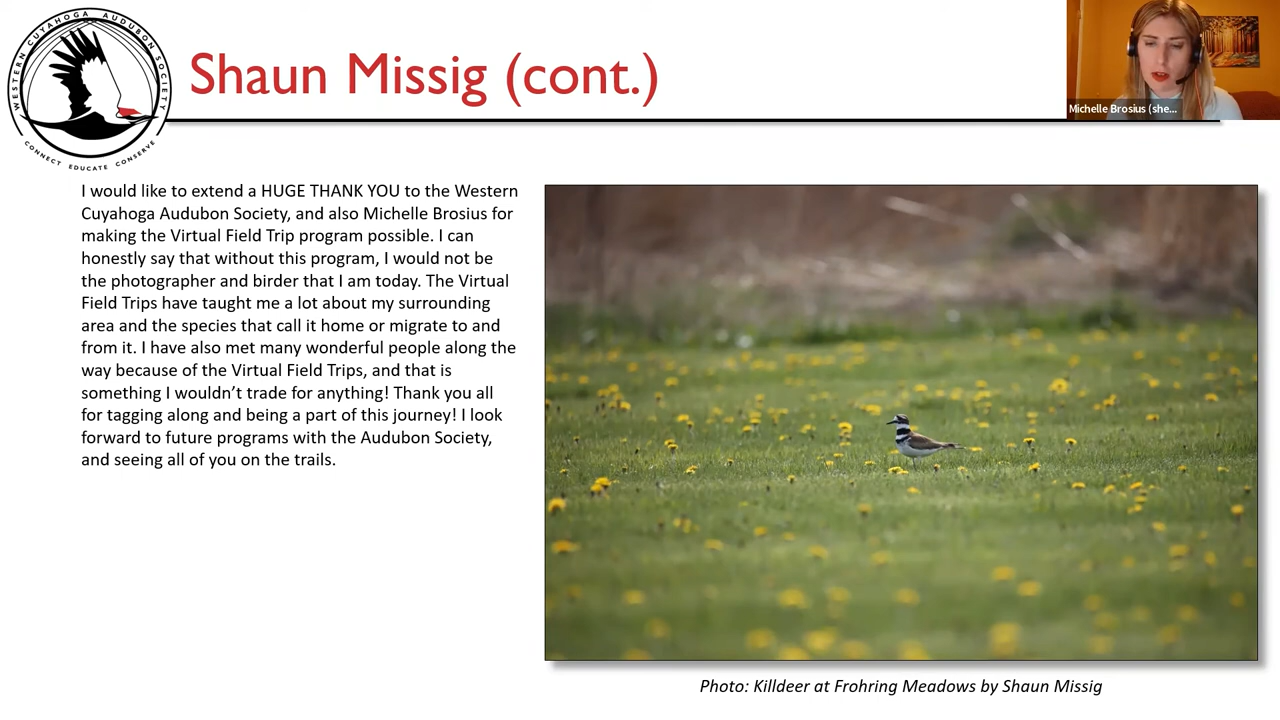 WESTERN CUYAHOGA AUDUBON SOCIETY
CONNECT EDUCATE CONSERVE
Shaun Missig (cont.)
Michelle Brosius (she...
I would like to extend a HUGE THANK YOU to the Western
Cuyahoga Audubon Society, and also Michelle Brosius for
making the Virtual Field Trip program possible. I can
honestly say that without this program, I would not be
the photographer and birder that I am today. The Virtual
Field Trips have taught me a lot about my surrounding
area and the species that call it home or migrate to and
from it. I have also met many wonderful people along the
way because of the Virtual Field Trips, and that is
something I wouldn’t trade for anything! Thank you all
for tagging along and being a part of this journey! I look
forward to future programs with the Audubon Society,
and seeing all of you on the trails.
Photo: Killdeer at Frohring Meadows by Shaun Missig